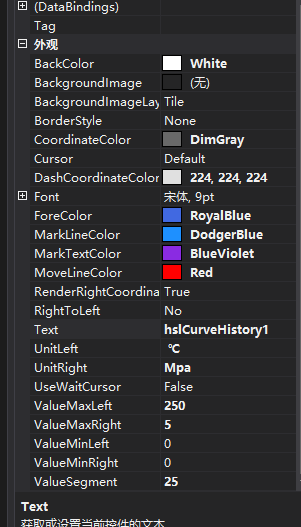 (DataBindings)
Tag
外观
BackColor White
BackgroundImage (无)
BackgroundImageLay Tile
BorderStyle None
CoordinateColor DimGray
Cursor Default
DashCoordinateColor 224, 224, 224
Font 宋体, 9pt
ForeColor RoyalBlue
MarkLineColor DodgerBlue
MarkTextColor BlueViolet
MoveLineColor Red
RenderRightCoordina True
RightToLeft No
Text hslCurveHistory1
UnitLeft ℃
UnitRight Mpa
UseWaitCursor False
ValueMaxLeft 250
ValueMaxRight 5
ValueMinLeft 0
ValueMinRight 0
ValueSegment 25
Text
获取或设置当前控件的文本